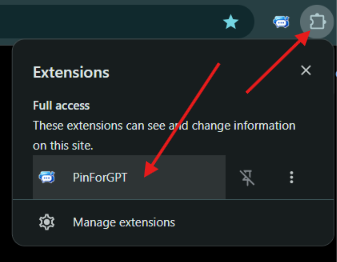 Extensions
Full access
These extensions can see and change information
on this site.
PinForGPT
Manage extensions